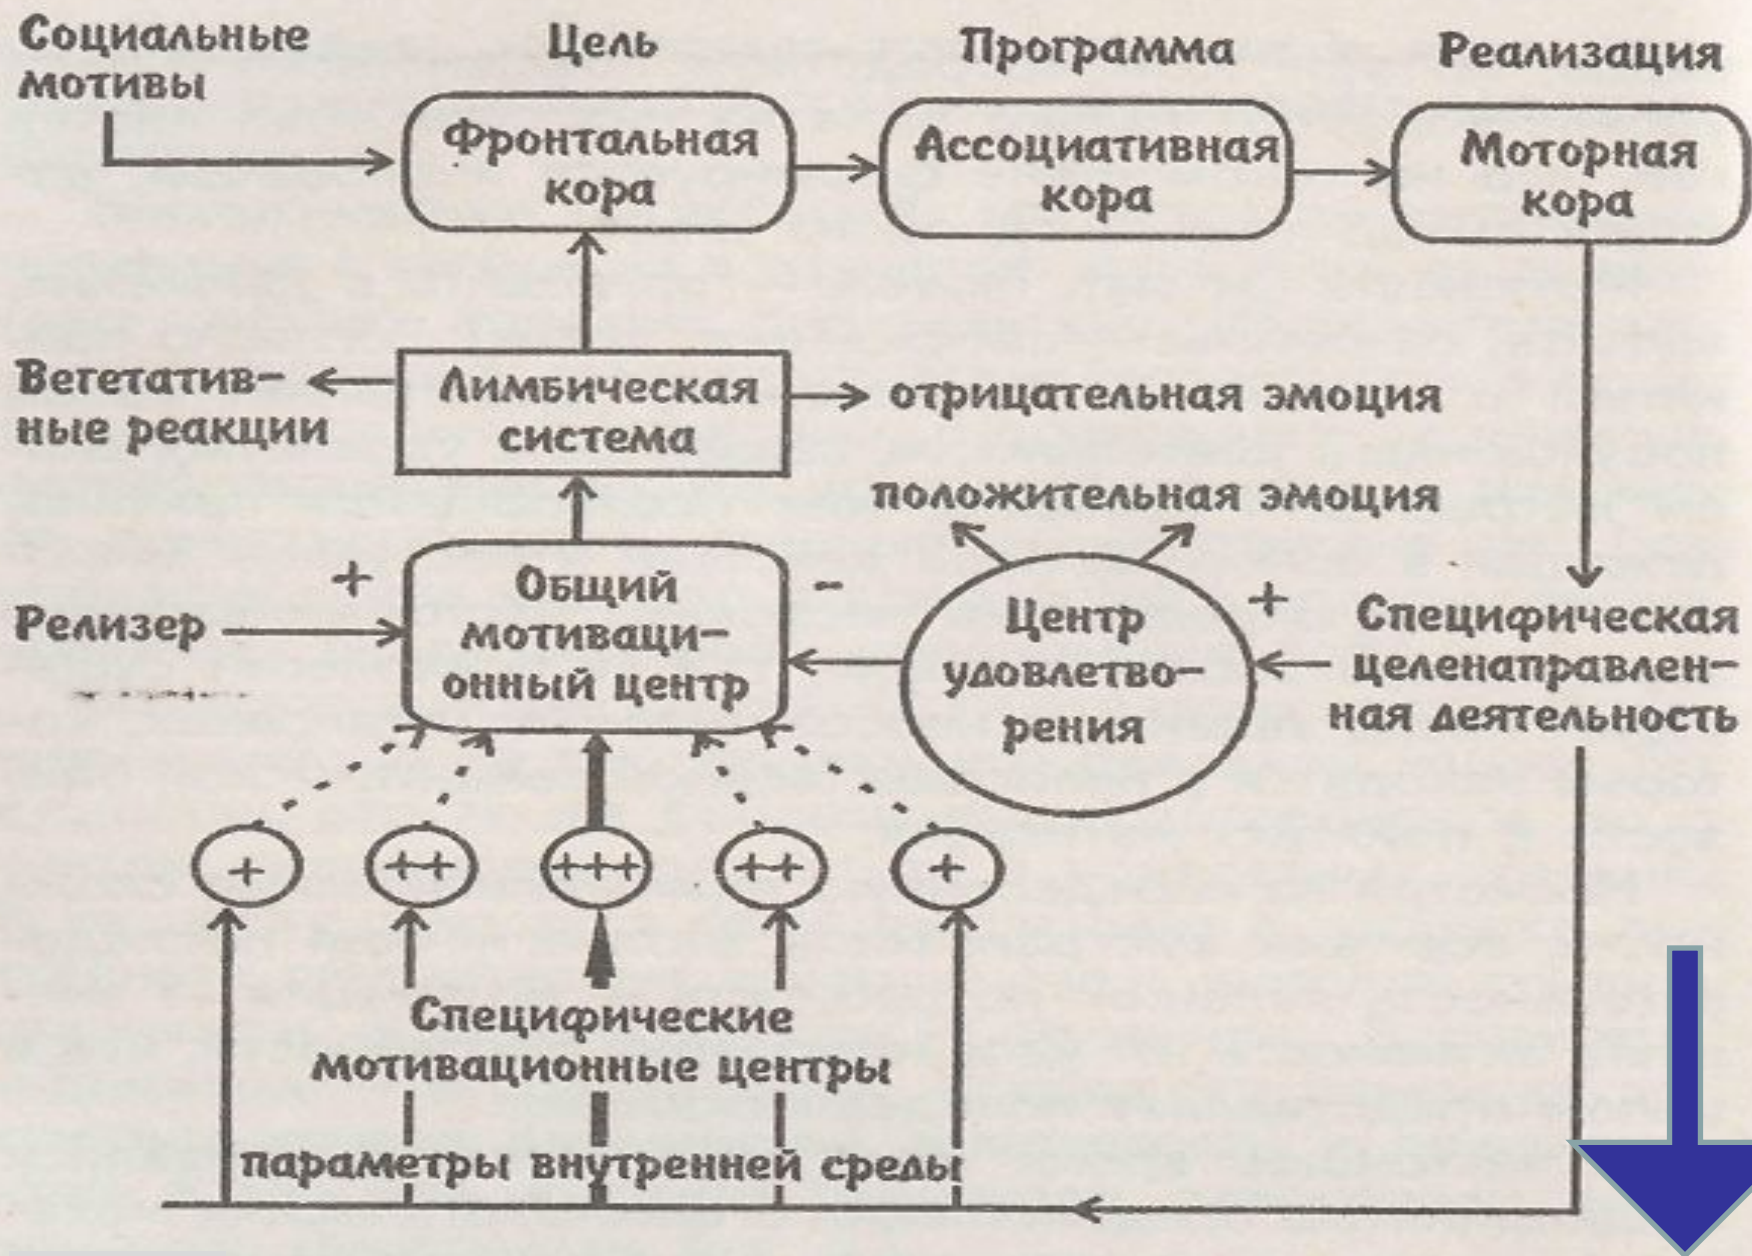 Социальные
мотивы
Цель
Программа
Реализация
Фронтальная
кора
Ассоциативная
кора
Моторная
кора
Вегетатив-
ные реакции
Лимбическая
система
отрицательная эмоция
положительная эмоция
Релизер
+
Общий
мотиваци-
онный центр
-
Центр
удовлетво-
рения
+
Специфическая
целенаправлен-
ная деятельность
+
++
+++
++
+
Специфические
мотивационные центры
параметры внутренней среды